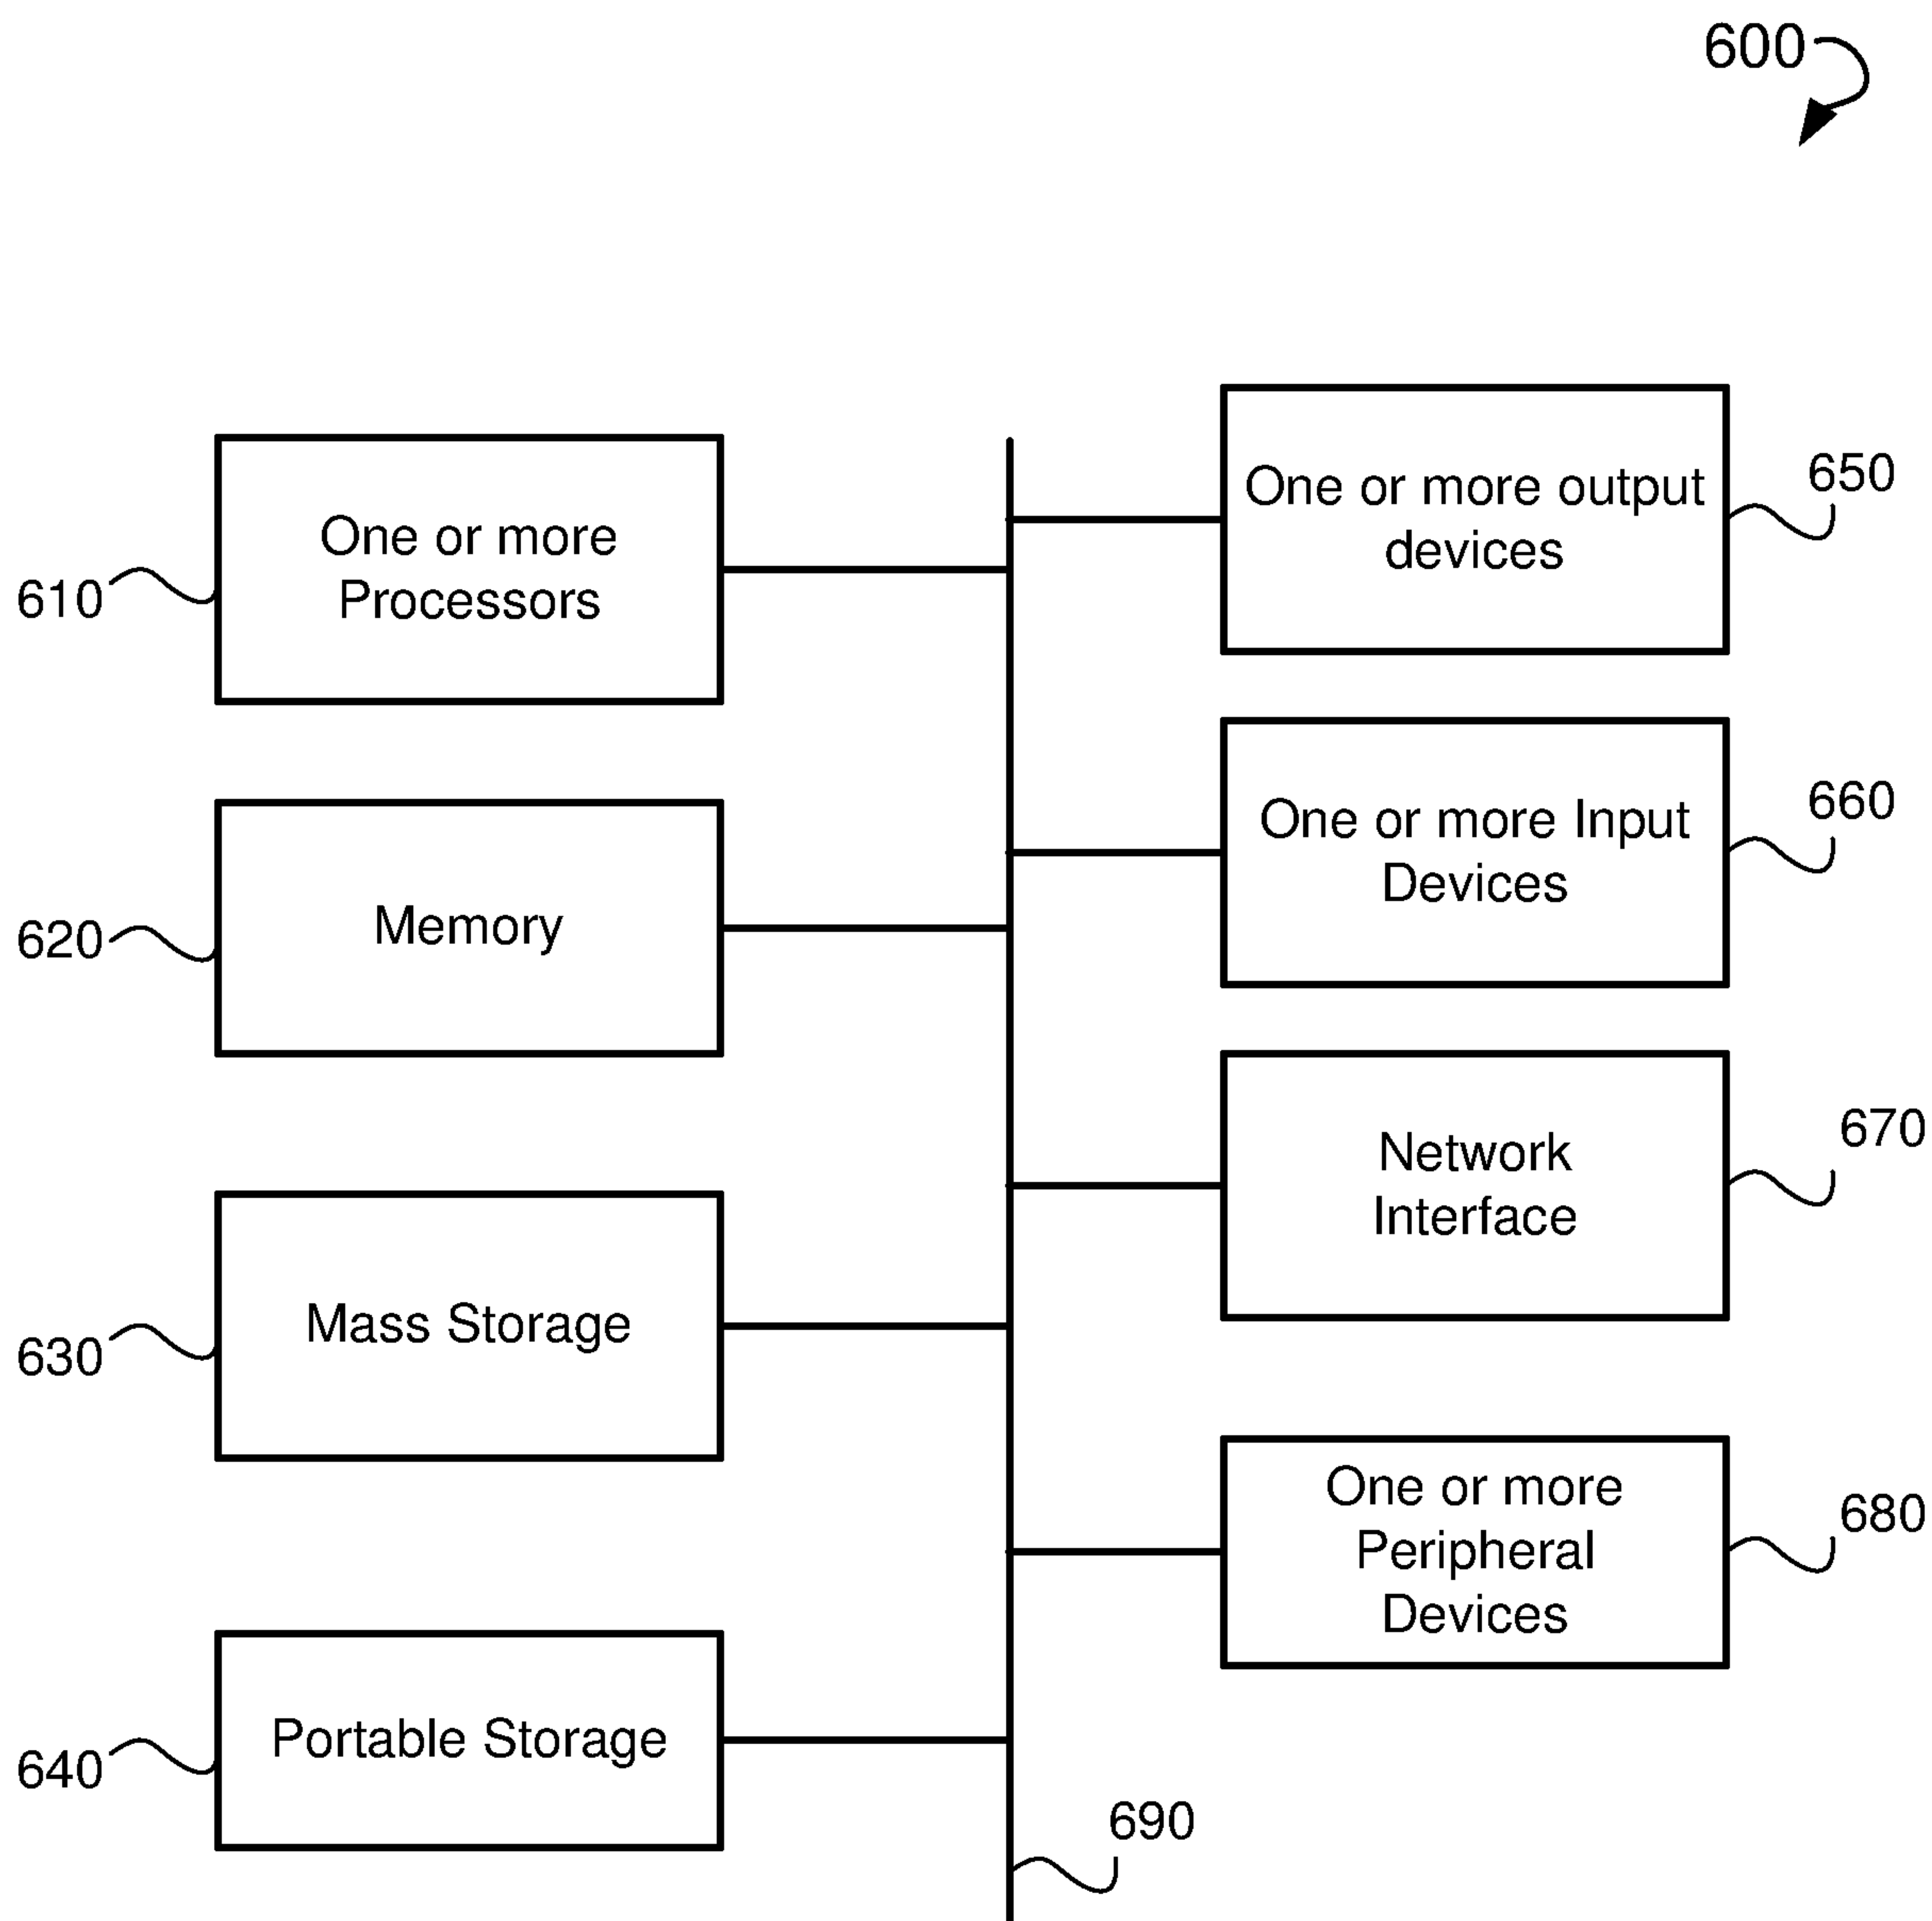 600
One or more
Processors
610
Memory
620
Mass Storage
630
Portable Storage
640
One or more output
devices
650
One or more Input
Devices
660
Network
Interface
670
One or more
Peripheral
Devices
680
690